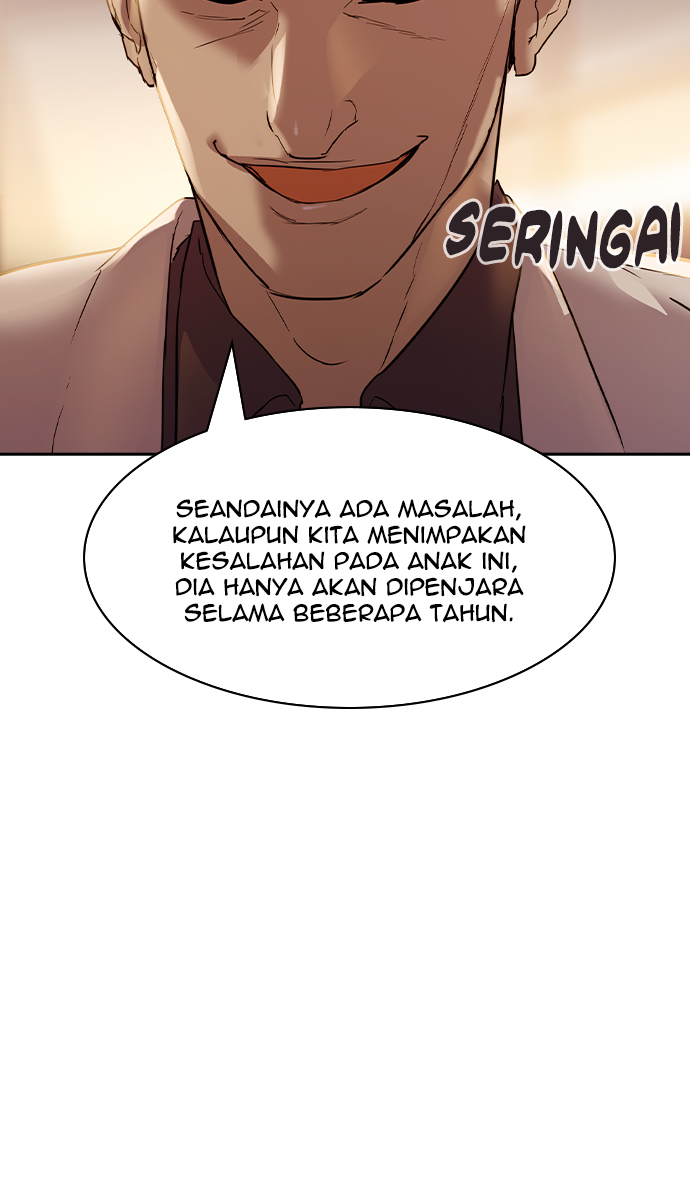 SERINGAI
SEANDAINYA ADA MASALAH,
KALAUPUN KITA MENIMPAKAN
KESALAHAN PADA ANAK INI,
DIA HANYA AKAN DIPENJARA
SELAMA BEBERAPA TAHUN.